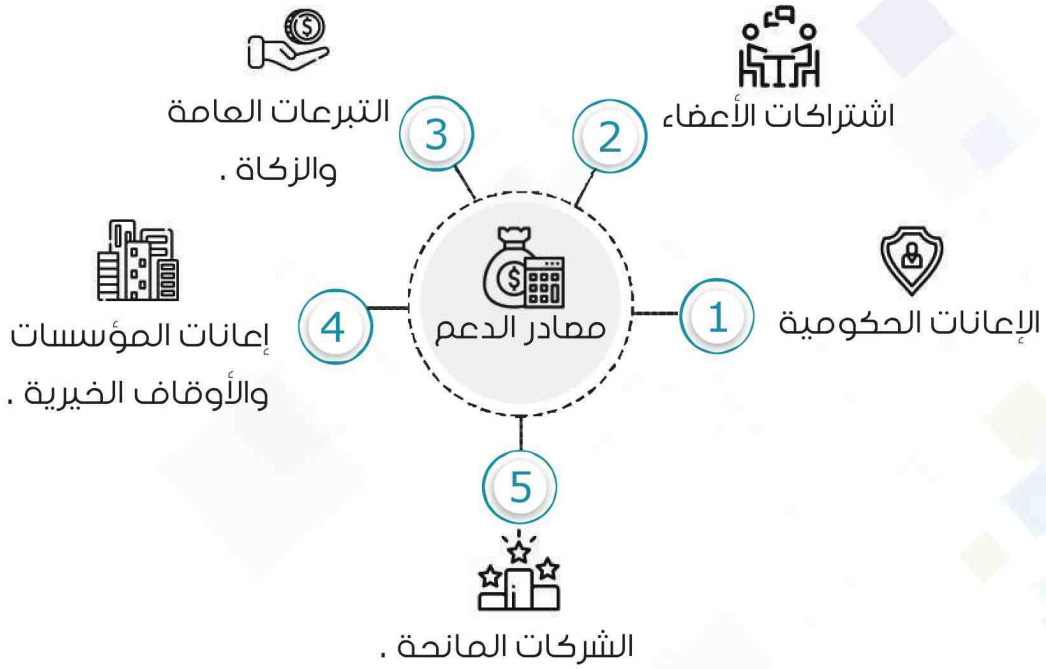 مصادر الدعم
1
الإعانات الحكومية
2
اشتراكات الأعضاء
3
التبرعات العامة
والزكاة .
4
إعانات المؤسسات
والأوقاف الخيرية .
5
الشركات المانحة .